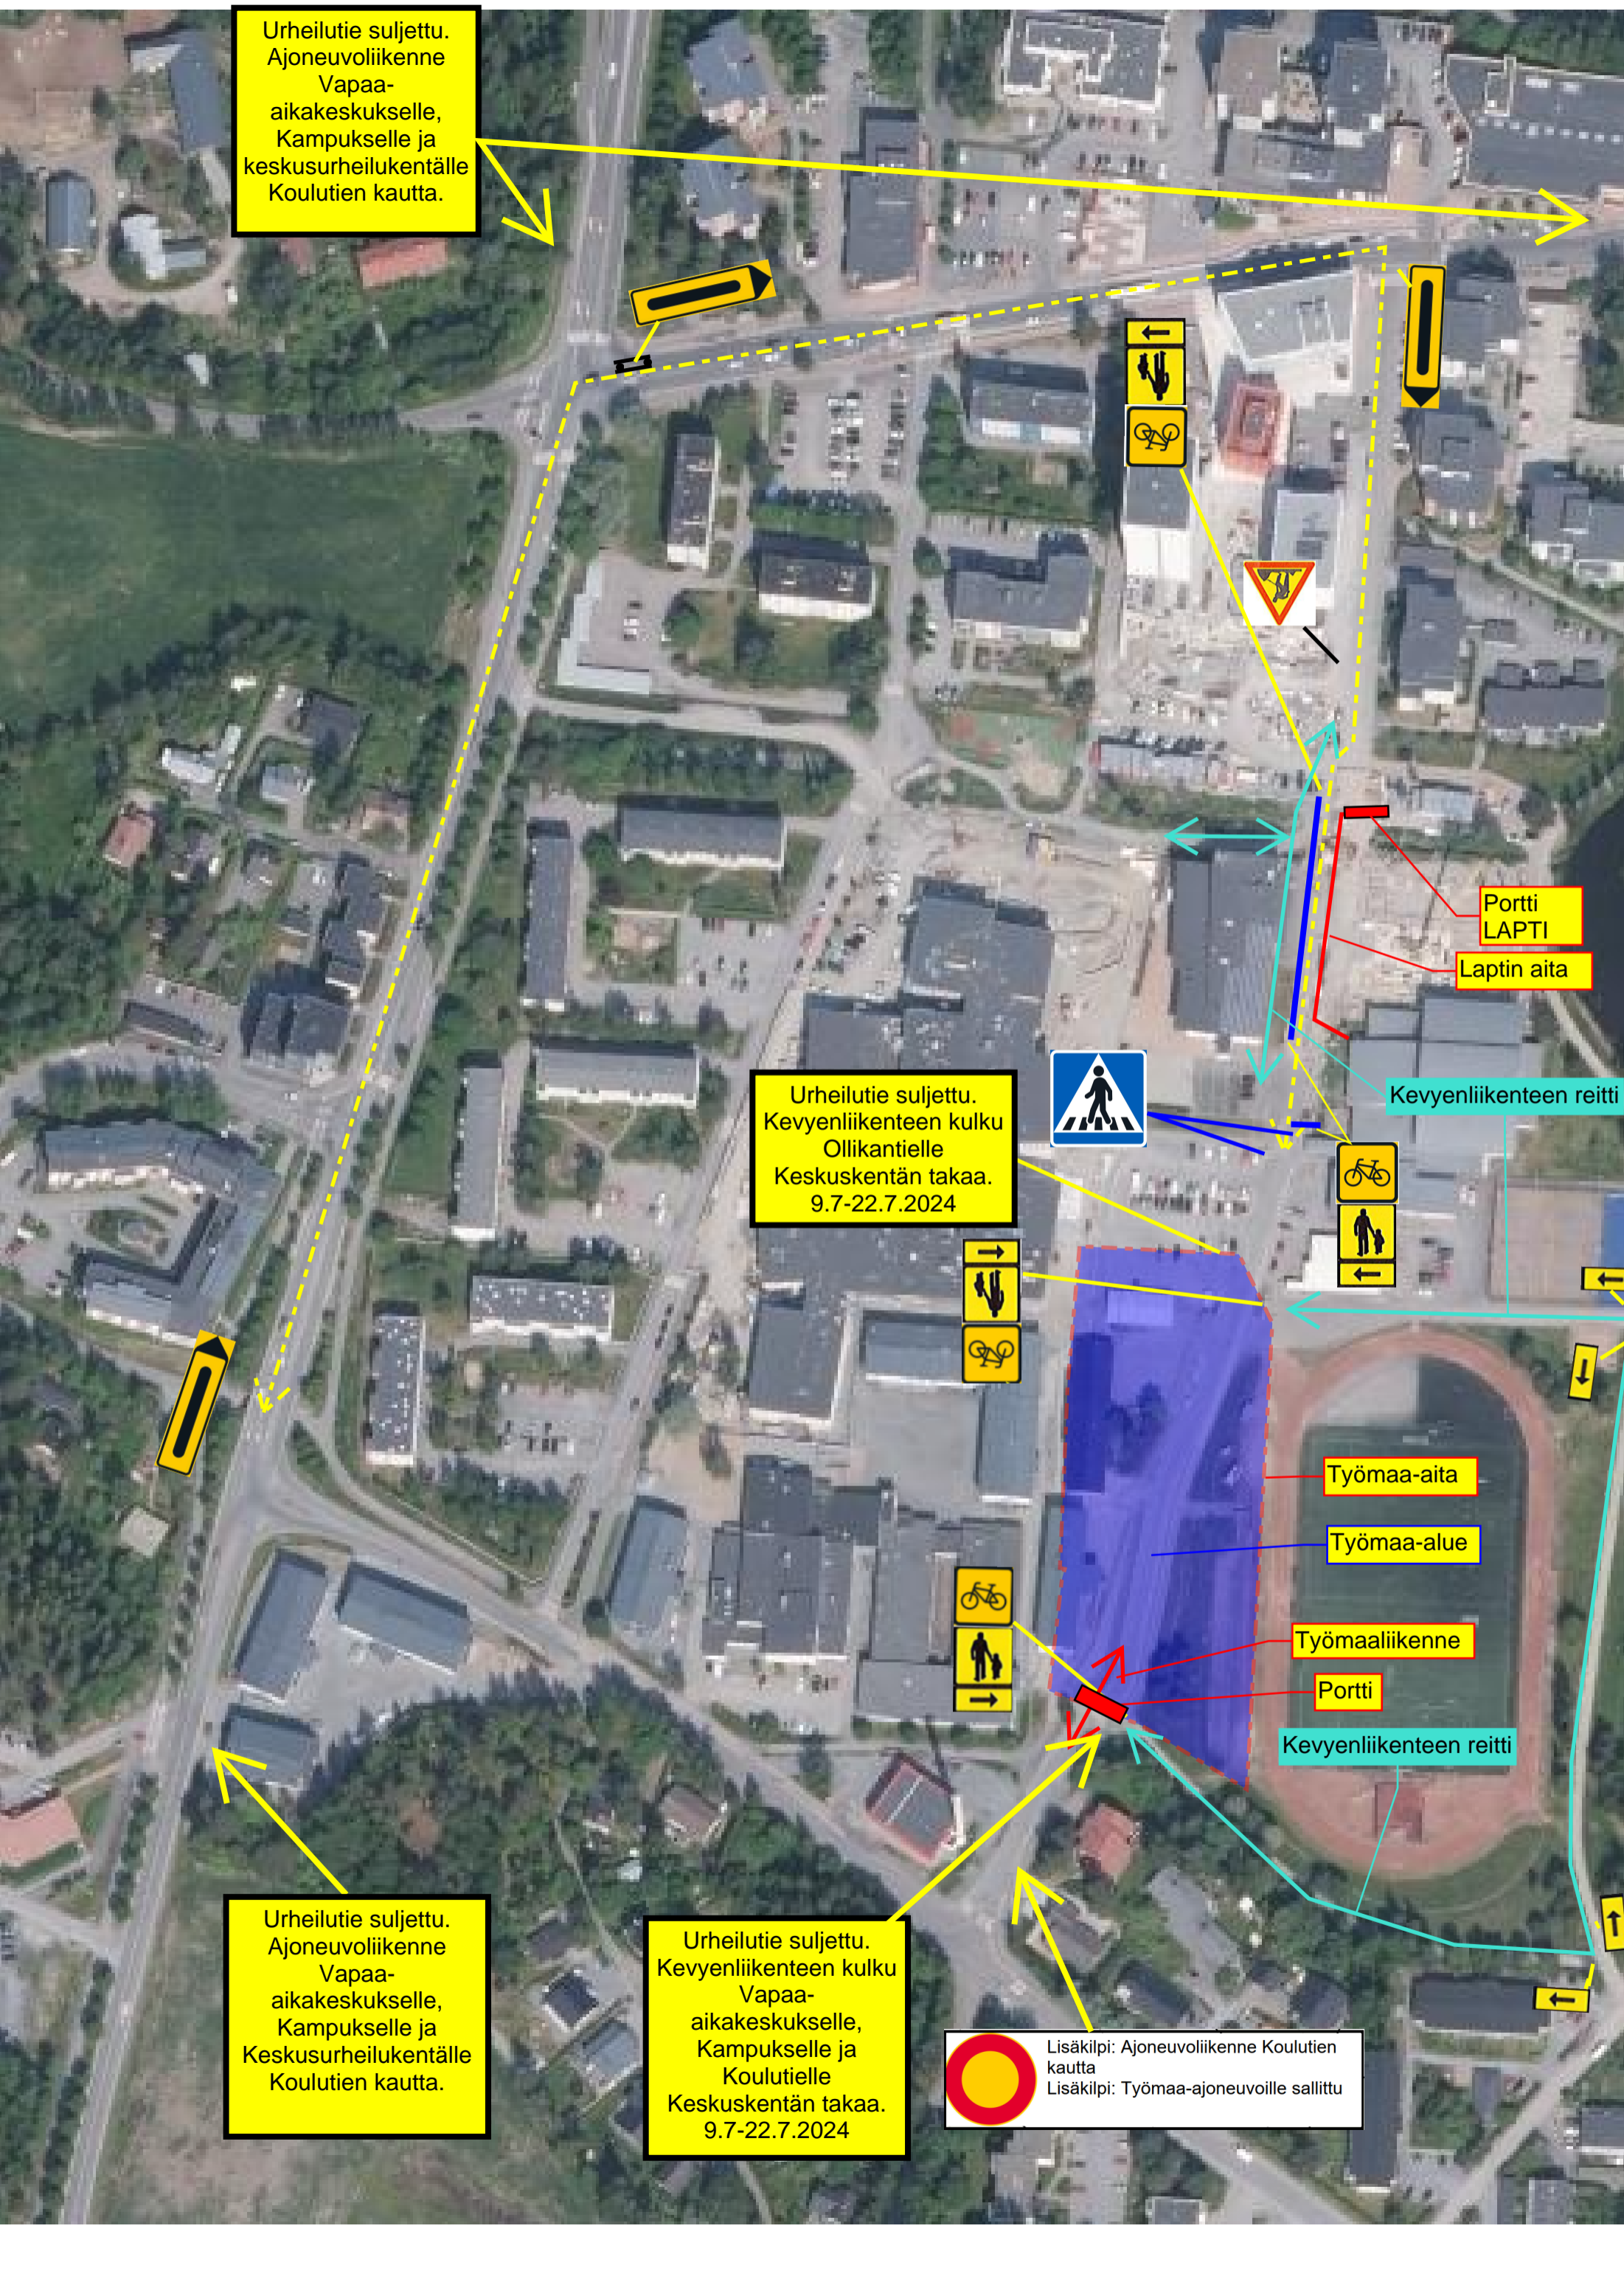 Urheilutie suljettu.
Ajoneuvoliikenne
Vapaa-
aikakeskukselle,
Kampukselle ja
keskusurheilukentälle
Koulutien kautta.
Portti
LAPTI
Laptin aita
Kevyenliikenteen reitti
Urheilutie suljettu.
Kevyenliikenteen kulku
Ollikantielle
Keskuskentän takaa.
9.7-22.7.2024
Työmaa-aita
Työmaa-alue
Työmaaliikenne
Portti
Kevyenliikenteen reitti
Urheilutie suljettu.
Ajoneuvoliikenne
Vapaa-
aikakeskukselle,
Kampukselle ja
Keskusurheilukentälle
Koulutien kautta.
Urheilutie suljettu.
Kevyenliikenteen kulku
Vapaa-
aikakeskukselle,
Kampukselle ja
Koulutielle
Keskuskentän takaa.
9.7-22.7.2024
Lisäkilpi: Ajoneuvoliikenne Koulutien
kautta
Lisäkilpi: Työmaa-ajoneuvoille sallittu